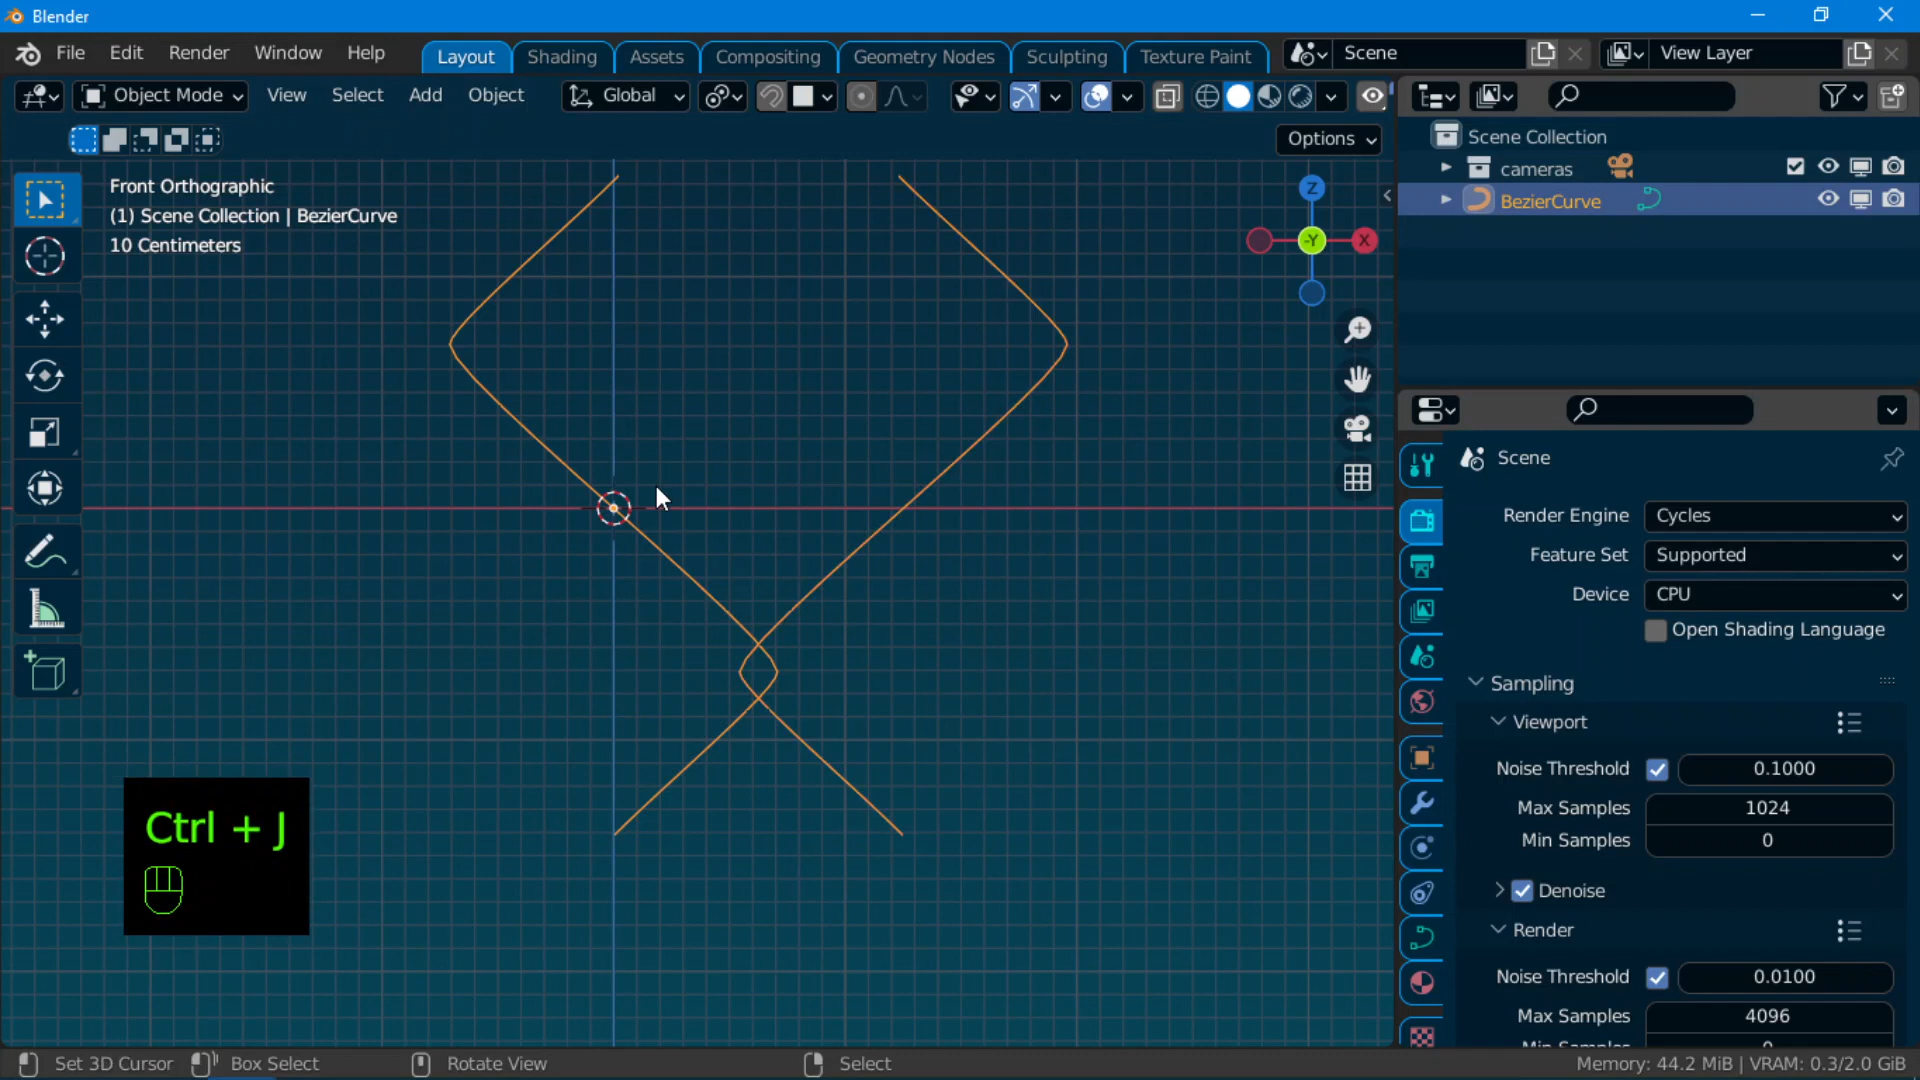 Blender
File Edit Render Window Help Layout Shading Assets Compositing Geometry Nodes Sculpting Texture Paint Scene View Layer
Object Mode View Select Add Object Global
Options
Front Orthographic
(1) Scene Collection | BezierCurve
10 Centimeters
Z
-Y
X
Scene Collection
cameras
BezierCurve
Scene
Render Engine Cycles
Feature Set Supported
Device CPU
Open Shading Language
Sampling
Viewport
Noise Threshold 0.1000
Max Samples 1024
Min Samples 0
Denoise
Render
Noise Threshold 0.0100
Max Samples 4096
Min Samples 0
Ctrl + J
Set 3D Cursor Box Select Rotate View Select Memory: 44.2 MiB | VRAM: 0.3/2.0 GiB